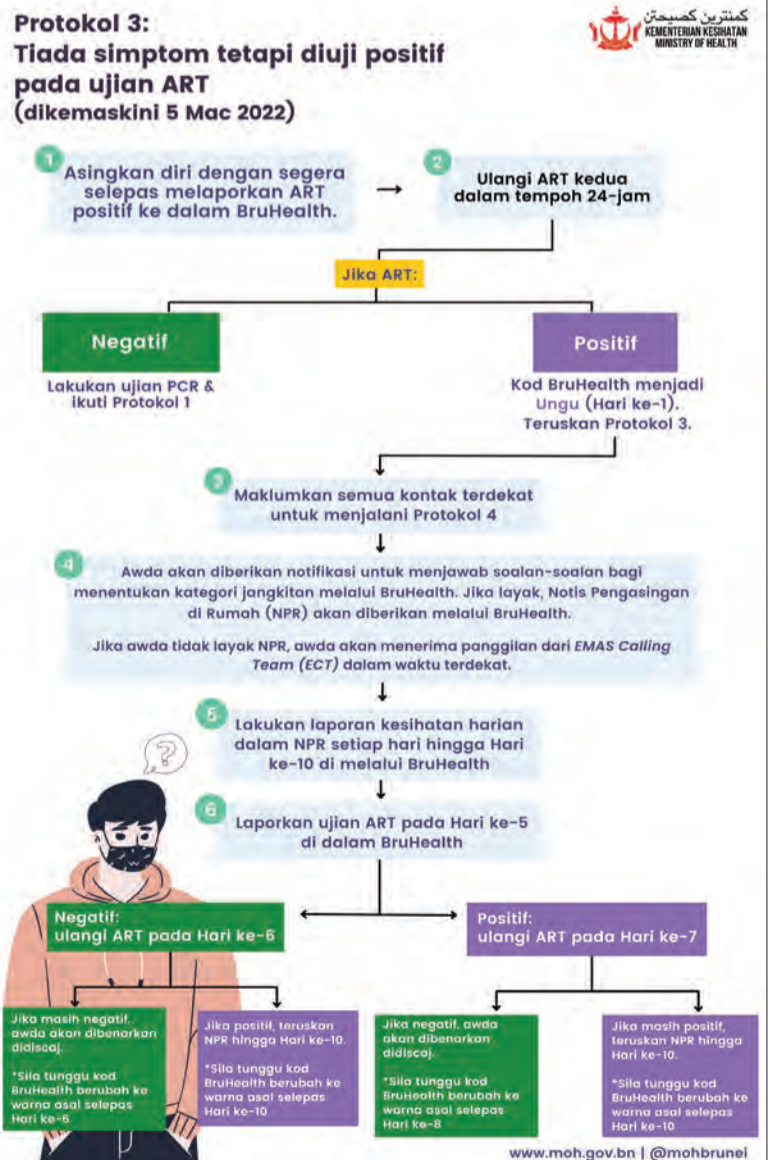 Protokol 3:
Tiada simptom tetapi diuji positif
pada ujian ART
(dikemaskini 5 Mac 2022)
كمنترين كصيحتن
KEMENTERIAN KESIHATAN
MINISTRY OF HEALTH
1
Asingkan diri dengan segera
selepas melaporkan ART
positif ke dalam BruHealth.
2
Ulangi ART kedua
dalam tempoh 24-jam
Jika ART:
Negatif
Lakukan ujian PCR &
ikuti Protokol 1
Positif
Kod BruHealth menjadi
Ungu (Hari ke-1).
Teruskan Protokol 3.
3
Maklumkan semua kontak terdekat
untuk menjalani Protokol 4
4
Awda akan diberikan notifikasi untuk menjawab soalan-soalan bagi
menentukan kategori jangkitan melalui BruHealth. Jika layak, Notis Pengasingan
di Rumah (NPR) akan diberikan melalui BruHealth.
Jika awda tidak layak NPR, awda akan menerima panggilan dari EMAS Calling
Team (ECT) dalam waktu terdekat.
5
Lakukan laporan kesihatan harian
dalam NPR setiap hari hingga Hari
ke-10 di melalui BruHealth
?
6
Laporkan ujian ART pada Hari ke-5
di dalam BruHealth
Negatif:
ulangi ART pada Hari ke-6
Positif:
ulangi ART pada Hari ke-7
Jika masih negatif,
awda akan dibenarkan
didiscaj.
*Sila tunggu kod
BruHealth berubah ke
warna asal selepas
Hari ke-6
Jika positif, teruskan
NPR hingga Hari ke-10.
*Sila tunggu kod
BruHealth berubah ke
warna asal selepas
Hari ke-10
Jika negatif, awda
akan dibenarkan
didiscaj.
*Sila tunggu kod
BruHealth berubah ke
warna asal selepas
Hari ke-8
Jika masih positif,
teruskan NPR hingga
Hari ke-10.
*Sila tunggu kod
BruHealth berubah ke
warna asal selepas
Hari ke-10
www.moh.gov.bn | @mohbrunei